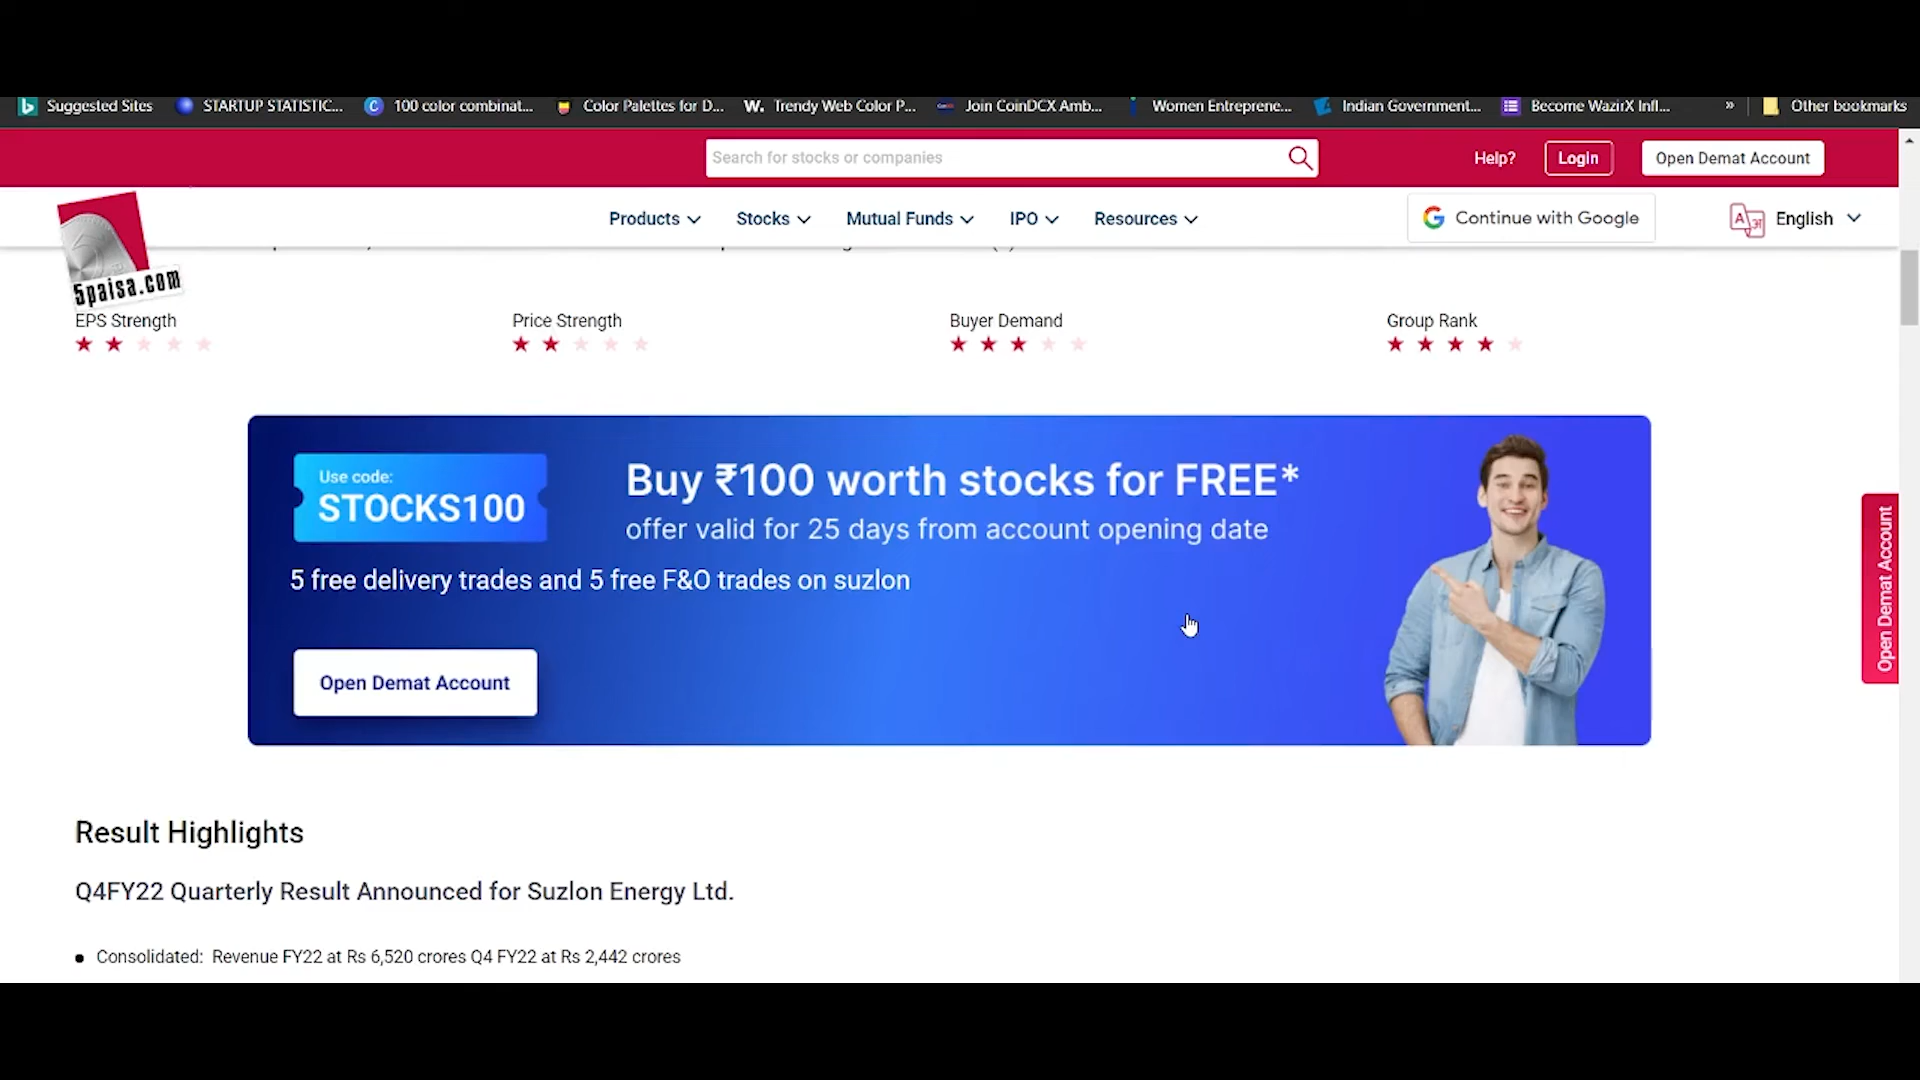 Suggested Sites
STARTUP STATISTIC...
100 color combinat...
Color Palettes for D...
W. Trendy Web Color P...
Join CoinDCX Amb...
Women Entreprene...
Indian Government...
Become WazirX Infl...
»
Other bookmarks
Search for stocks or companies
Help?
Login
Open Demat Account
5paisa.com
Products
Stocks
Mutual Funds
IPO
Resources
Continue with Google
English
EPS Strength
Price Strength
Buyer Demand
Group Rank
Use code:
STOCKS100
Buy ₹100 worth stocks for FREE*
offer valid for 25 days from account opening date
5 free delivery trades and 5 free F&O trades on suzlon
Open Demat Account
Open Demat Account
Result Highlights
Q4FY22 Quarterly Result Announced for Suzlon Energy Ltd.
• Consolidated: Revenue FY22 at Rs 6,520 crores Q4 FY22 at Rs 2,442 crores